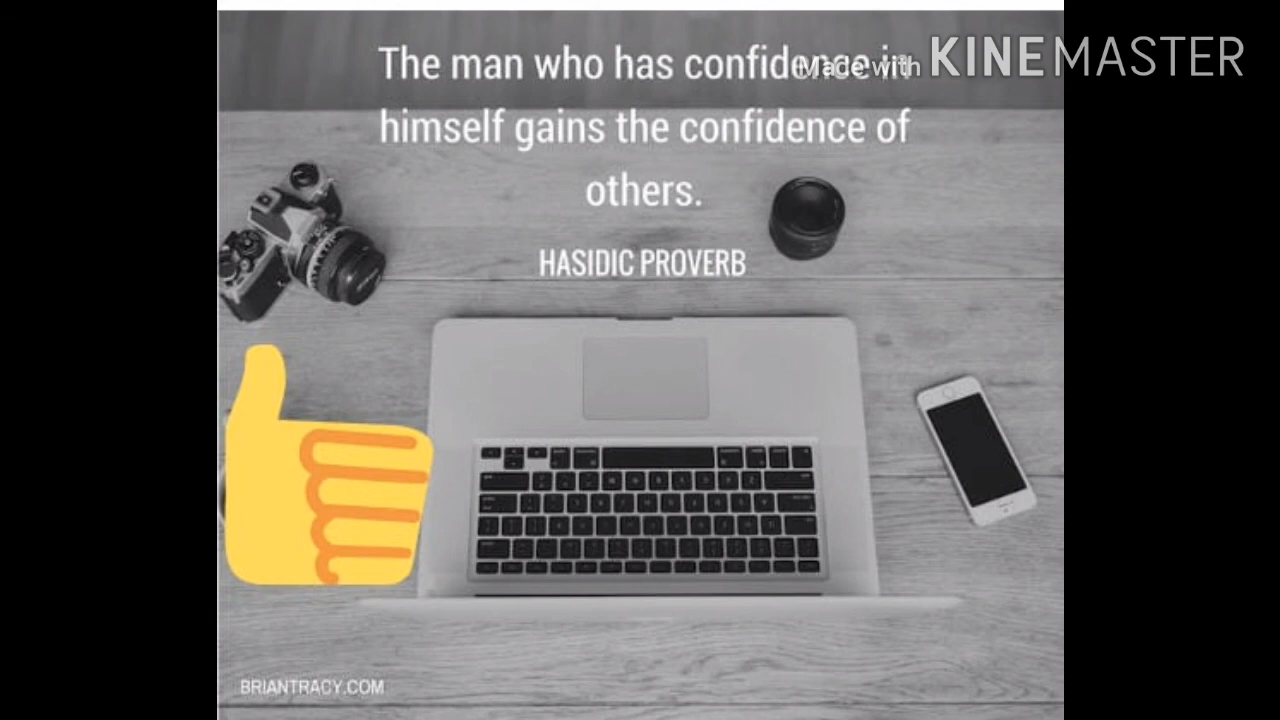 The man who has confidence in
Made with KINEMASTER
himself gains the confidence of
others.
HASIDIC PROVERB
BRIANTRACY.COM